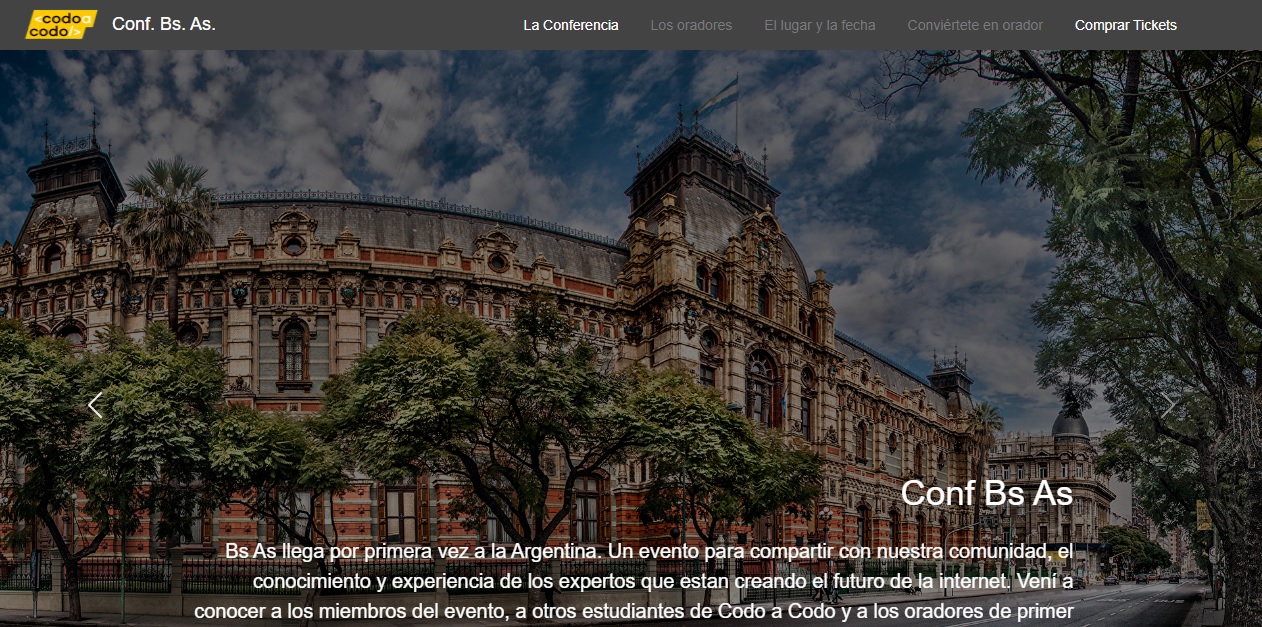 <codo a
codo/>
Conf. Bs. As.
La Conferencia
Los oradores
El lugar y la fecha
Conviértete en orador
Comprar Tickets
Conf Bs As
Bs As llega por primera vez a la Argentina. Un evento para compartir con nuestra comunidad, el
conocimiento y experiencia de los expertos que estan creando el futuro de la internet. Vení a
conocer a los miembros del evento, a otros estudiantes de Codo a Codo y a los oradores de primer